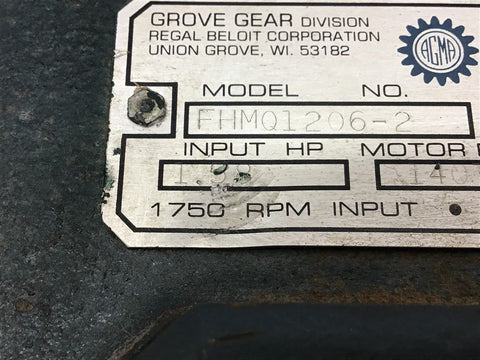 GROVE GEAR DIVISION
REGAL BELOIT CORPORATION
UNION GROVE, WI. 53182
AGMA
MODEL NO.
FHMQ1206-2
INPUT HP MOTOR
1750 RPM INPUT •